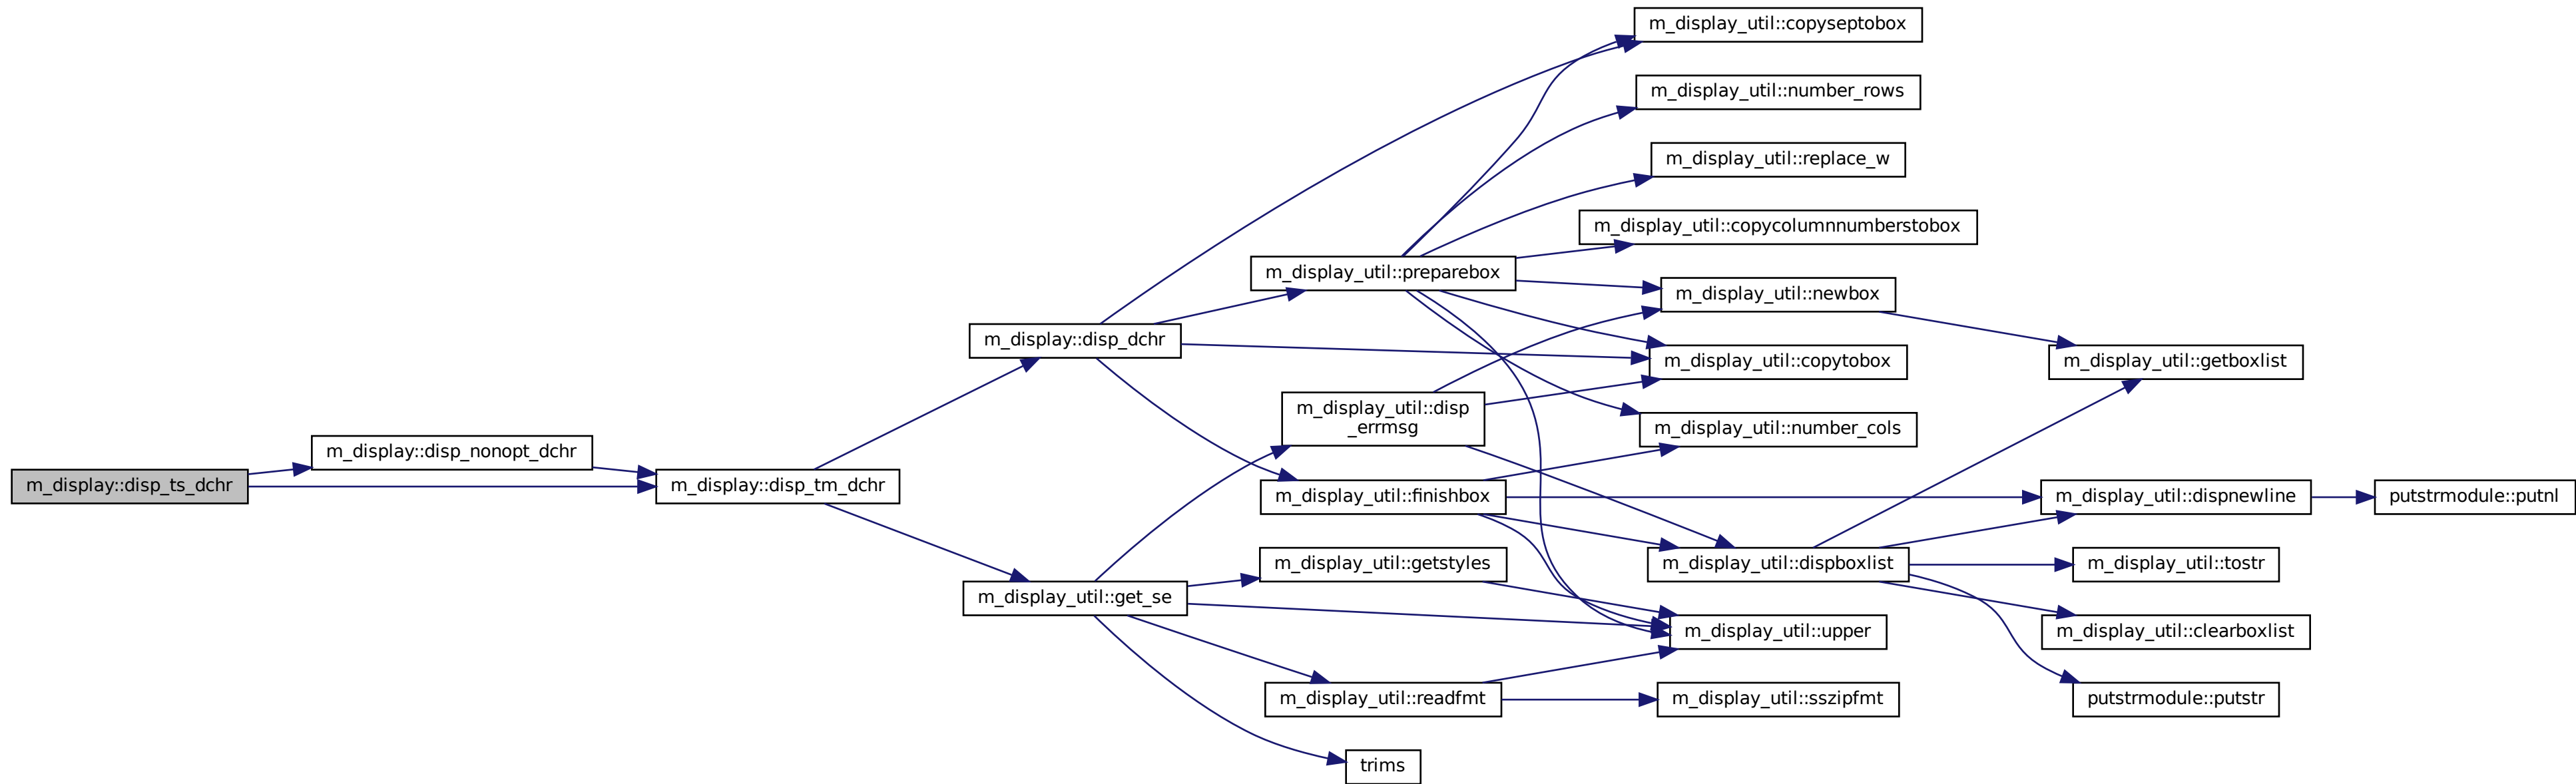 m_display::disp_ts_dchr
m_display::disp_nonopt_dchr
m_display::disp_tm_dchr
m_display::disp_dchr
m_display_util::get_se
m_display_util::preparebox
m_display_util::disp
_errmsg
m_display_util::finishbox
m_display_util::getstyles
m_display_util::readfmt
trims
m_display_util::copyseptobox
m_display_util::number_rows
m_display_util::replace_w
m_display_util::copycolumnnumberstobox
m_display_util::newbox
m_display_util::copytobox
m_display_util::number_cols
m_display_util::dispboxlist
m_display_util::upper
m_display_util::sszipfmt
m_display_util::getboxlist
m_display_util::dispnewline
m_display_util::tostr
m_display_util::clearboxlist
putstrmodule::putstr
putstrmodule::putnl